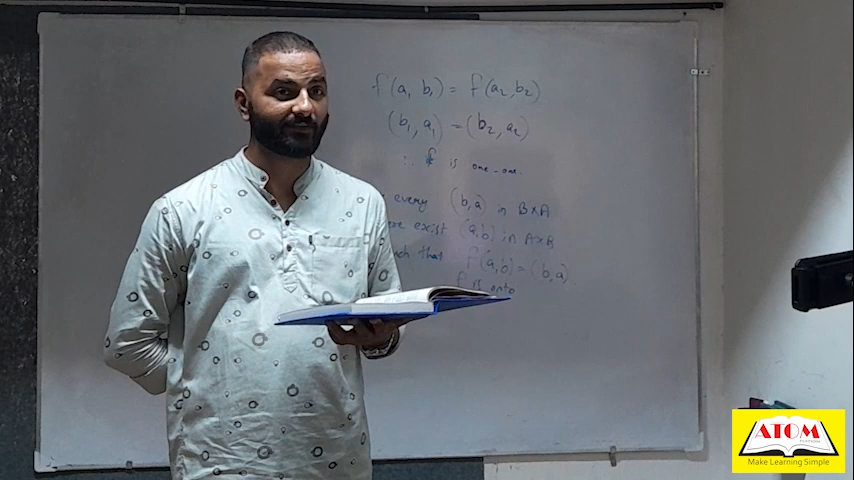 f(a, b₁) = f(a₂, b₂)
(b₁, a₁) = (b₂, a₂)
∴ f is one-one.
every (b, a) in B×A
exist (a, b) in A×B
that f(a, b) = (b, a)
f is onto
ATOM
Make Learning Simple